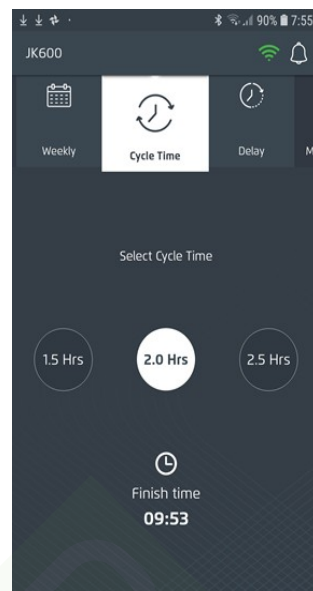 90% 7:55
JK600
Weekly
Cycle Time
Delay
M
Select Cycle Time
1.5 Hrs
2.0 Hrs
2.5 Hrs
Finish time
09:53